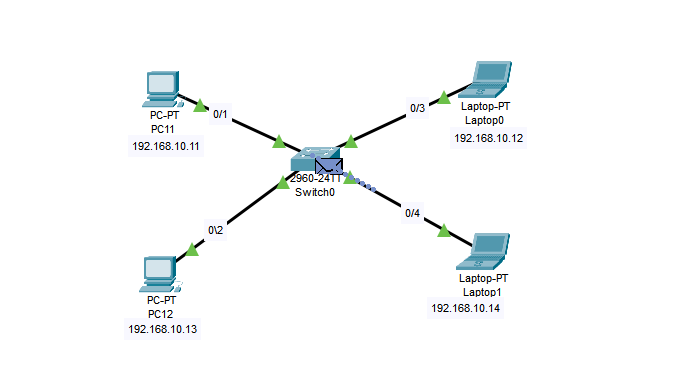 PC-PT
PC11
192.168.10.11
0/1
0/3
Laptop-PT
Laptop0
192.168.10.12
2960-24TT
Switch0
0\2
0/4
PC-PT
PC12
192.168.10.13
Laptop-PT
Laptop1
192.168.10.14